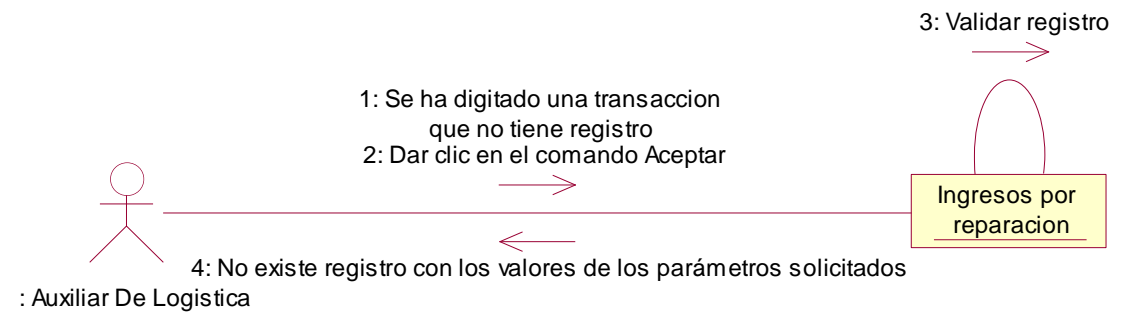 3: Validar registro
1: Se ha digitado una transaccion
que no tiene registro
2: Dar clic en el comando Aceptar
Ingresos por
reparacion
4: No existe registro con los valores de los parámetros solicitados
: Auxiliar De Logistica